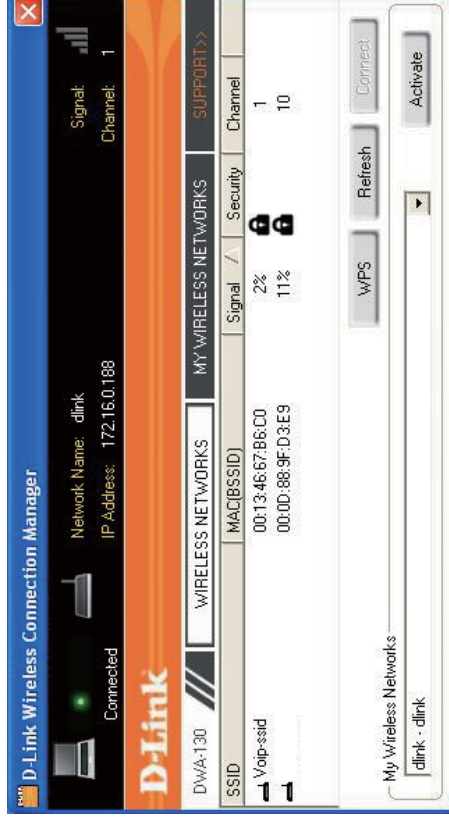 D-Link Wireless Connection Manager
Connected
Network Name: dlink
Signal:
IP Address: 172.16.0.188
Channel: 1
D-Link
DWA-130
WIRELESS NETWORKS
MY WIRELESS NETWORKS
SUPPORT>>
SSID MAC(BSSID) Signal Security Channel
Voip-ssid 00:13:46:67:B6:C0 2% 1
00:0D:88:9F:D3:E9 11% 10
WPS Refresh Connect
My Wireless Networks
dlink - dlink Activate